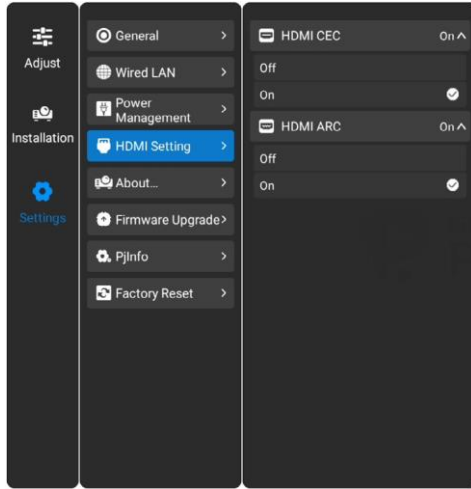 Adjust
Installation
Settings
General
Wired LAN
Power
Management
HDMI Setting
About...
Firmware Upgrade
PjInfo
Factory Reset
HDMI CEC On
Off
On
HDMI ARC On
Off
On